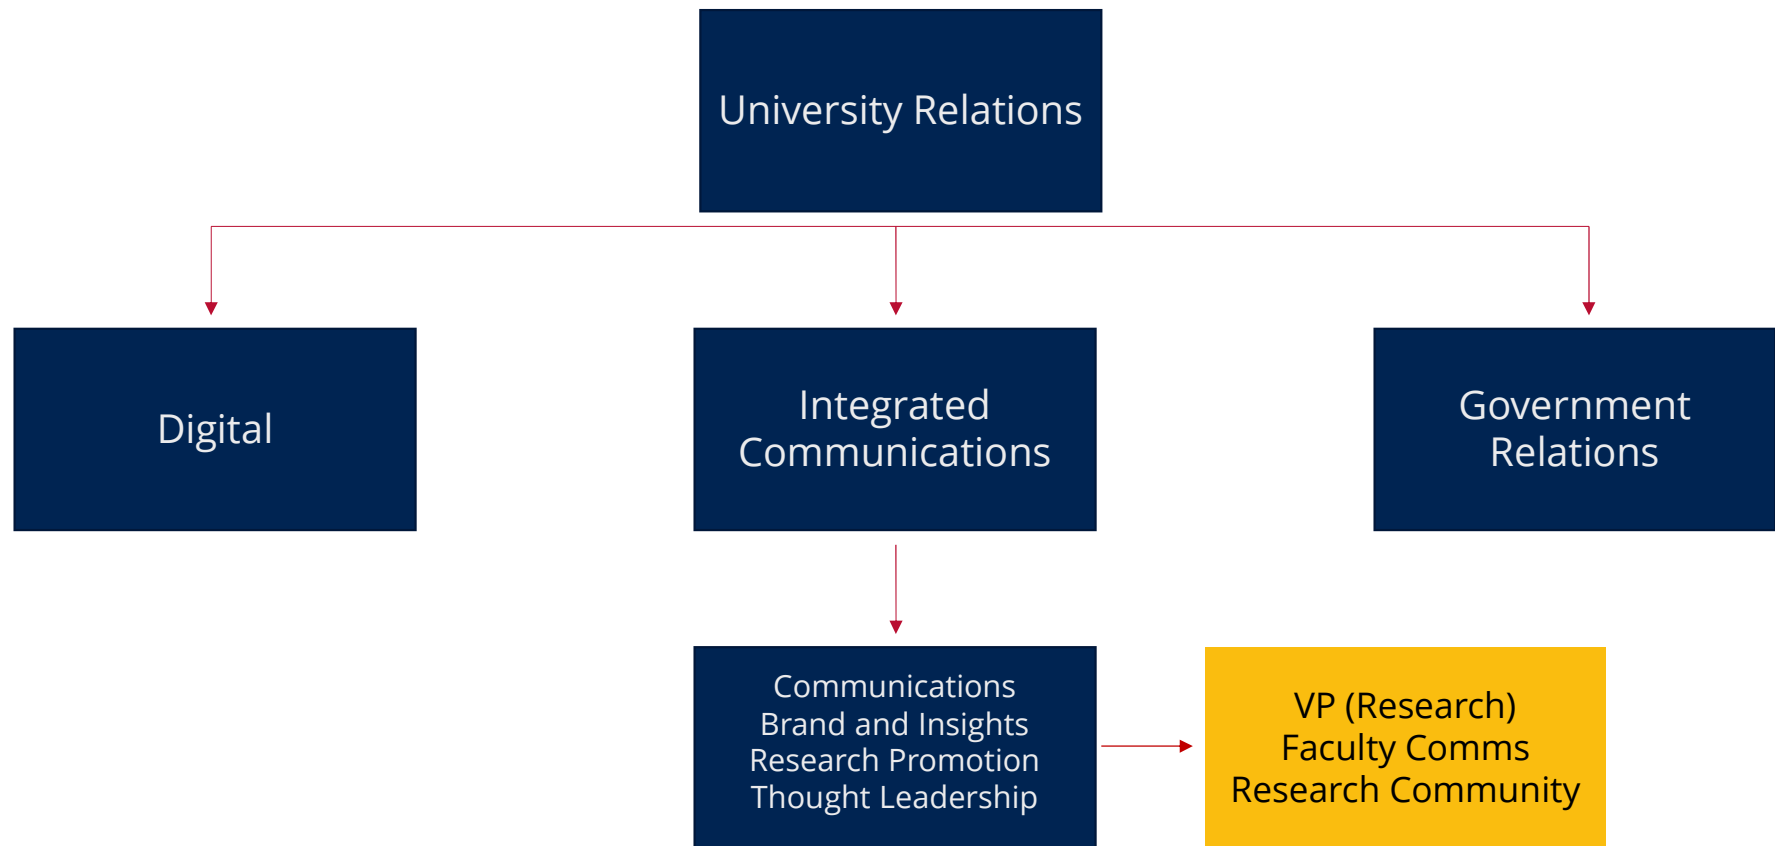 University Relations
Digital
Integrated
Communications
Government
Relations
Communications
Brand and Insights
Research Promotion
Thought Leadership
VP (Research)
Faculty Comms
Research Community